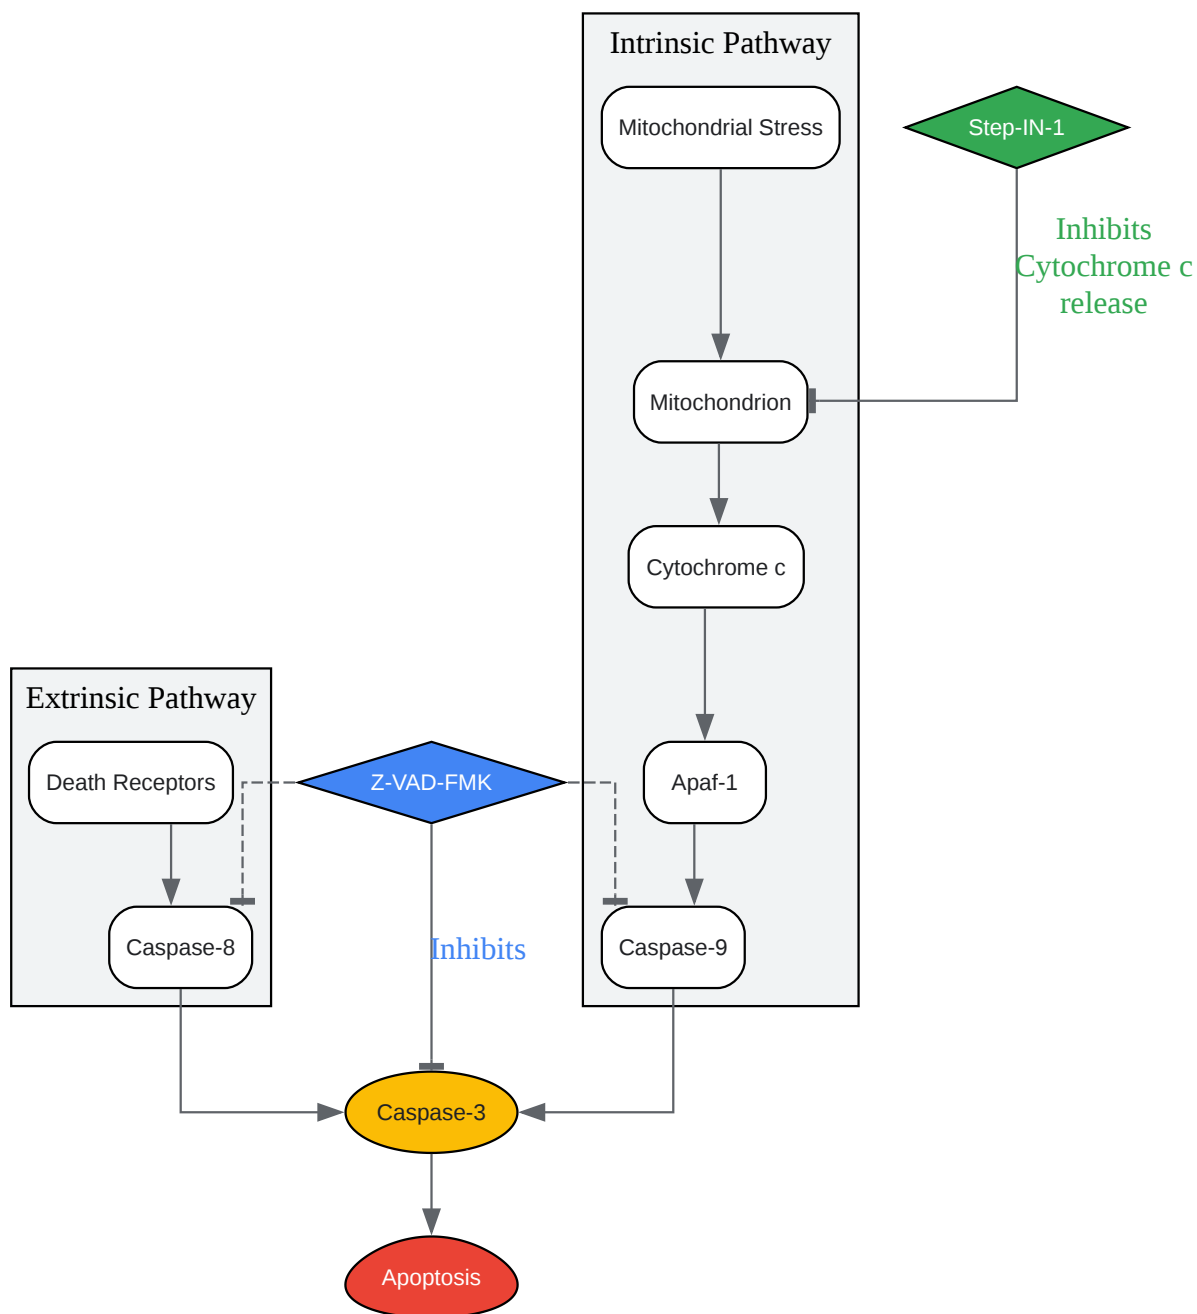 Intrinsic Pathway
Mitochondrial Stress
Step-IN-1
Inhibits
Cytochrome c
release
Mitochondrion
Cytochrome c
Extrinsic Pathway
Death Receptors
Z-VAD-FMK
Apaf-1
Caspase-8
Inhibits
Caspase-9
Caspase-3
Apoptosis